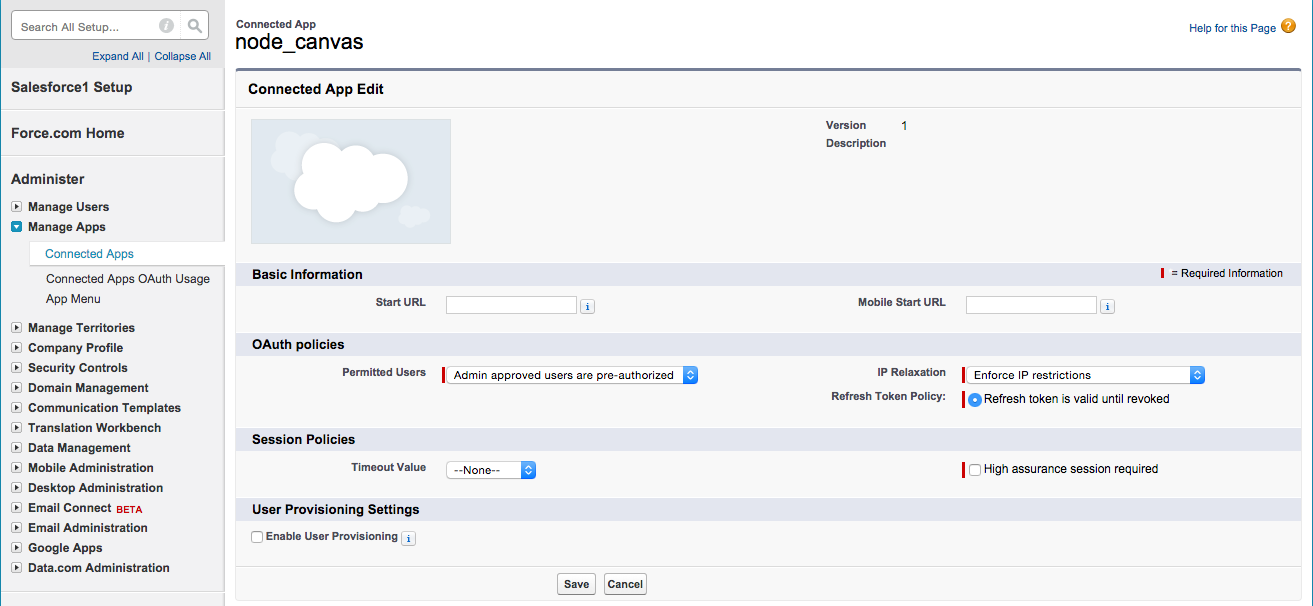 Search All Setup...
Expand All | Collapse All
Salesforce1 Setup
Force.com Home
Administer
Manage Users
Manage Apps
Connected Apps
Connected Apps OAuth Usage
App Menu
Manage Territories
Company Profile
Security Controls
Domain Management
Communication Templates
Translation Workbench
Data Management
Mobile Administration
Desktop Administration
Email Connect BETA
Email Administration
Google Apps
Data.com Administration
Connected App
node_canvas
Help for this Page ?
Connected App Edit
Version 1
Description
Basic Information
= Required Information
Start URL
Mobile Start URL
OAuth policies
Permitted Users Admin approved users are pre-authorized
IP Relaxation Enforce IP restrictions
Refresh Token Policy: Refresh token is valid until revoked
Session Policies
Timeout Value --None--
High assurance session required
User Provisioning Settings
Enable User Provisioning
Save Cancel